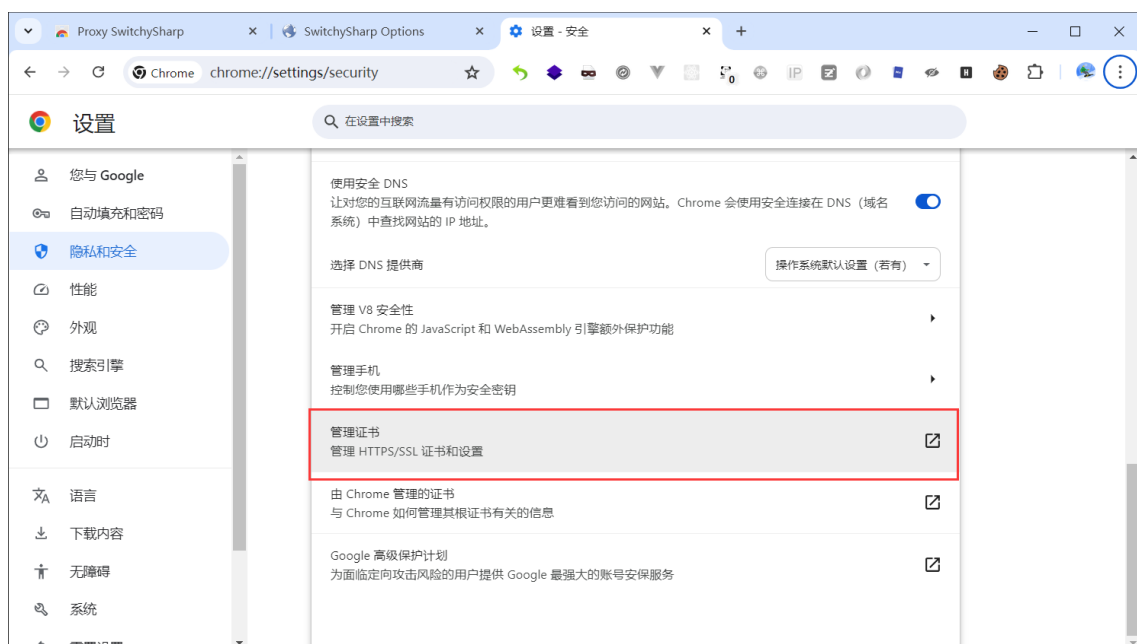 Proxy SwitchySharp
SwitchySharp Options
设置 - 安全
Chrome
chrome://settings/security
0
IP
设置
在设置中搜索
您与 Google
自动填充和密码
隐私和安全
性能
外观
搜索引擎
默认浏览器
启动时
语言
下载内容
无障碍
系统
使用安全 DNS
让对您的互联网流量有访问权限的用户更难看到您访问的网站。Chrome 会使用安全连接在 DNS（域名
系统）中查找网站的 IP 地址。
选择 DNS 提供商
操作系统默认设置（若有）
管理 V8 安全性
开启 Chrome 的 JavaScript 和 WebAssembly 引擎额外保护功能
管理手机
控制您使用哪些手机作为安全密钥
管理证书
管理 HTTPS/SSL 证书和设置
由 Chrome 管理的证书
与 Chrome 如何管理其根证书有关的信息
Google 高级保护计划
为面临定向攻击风险的用户提供 Google 最强大的账号安保服务